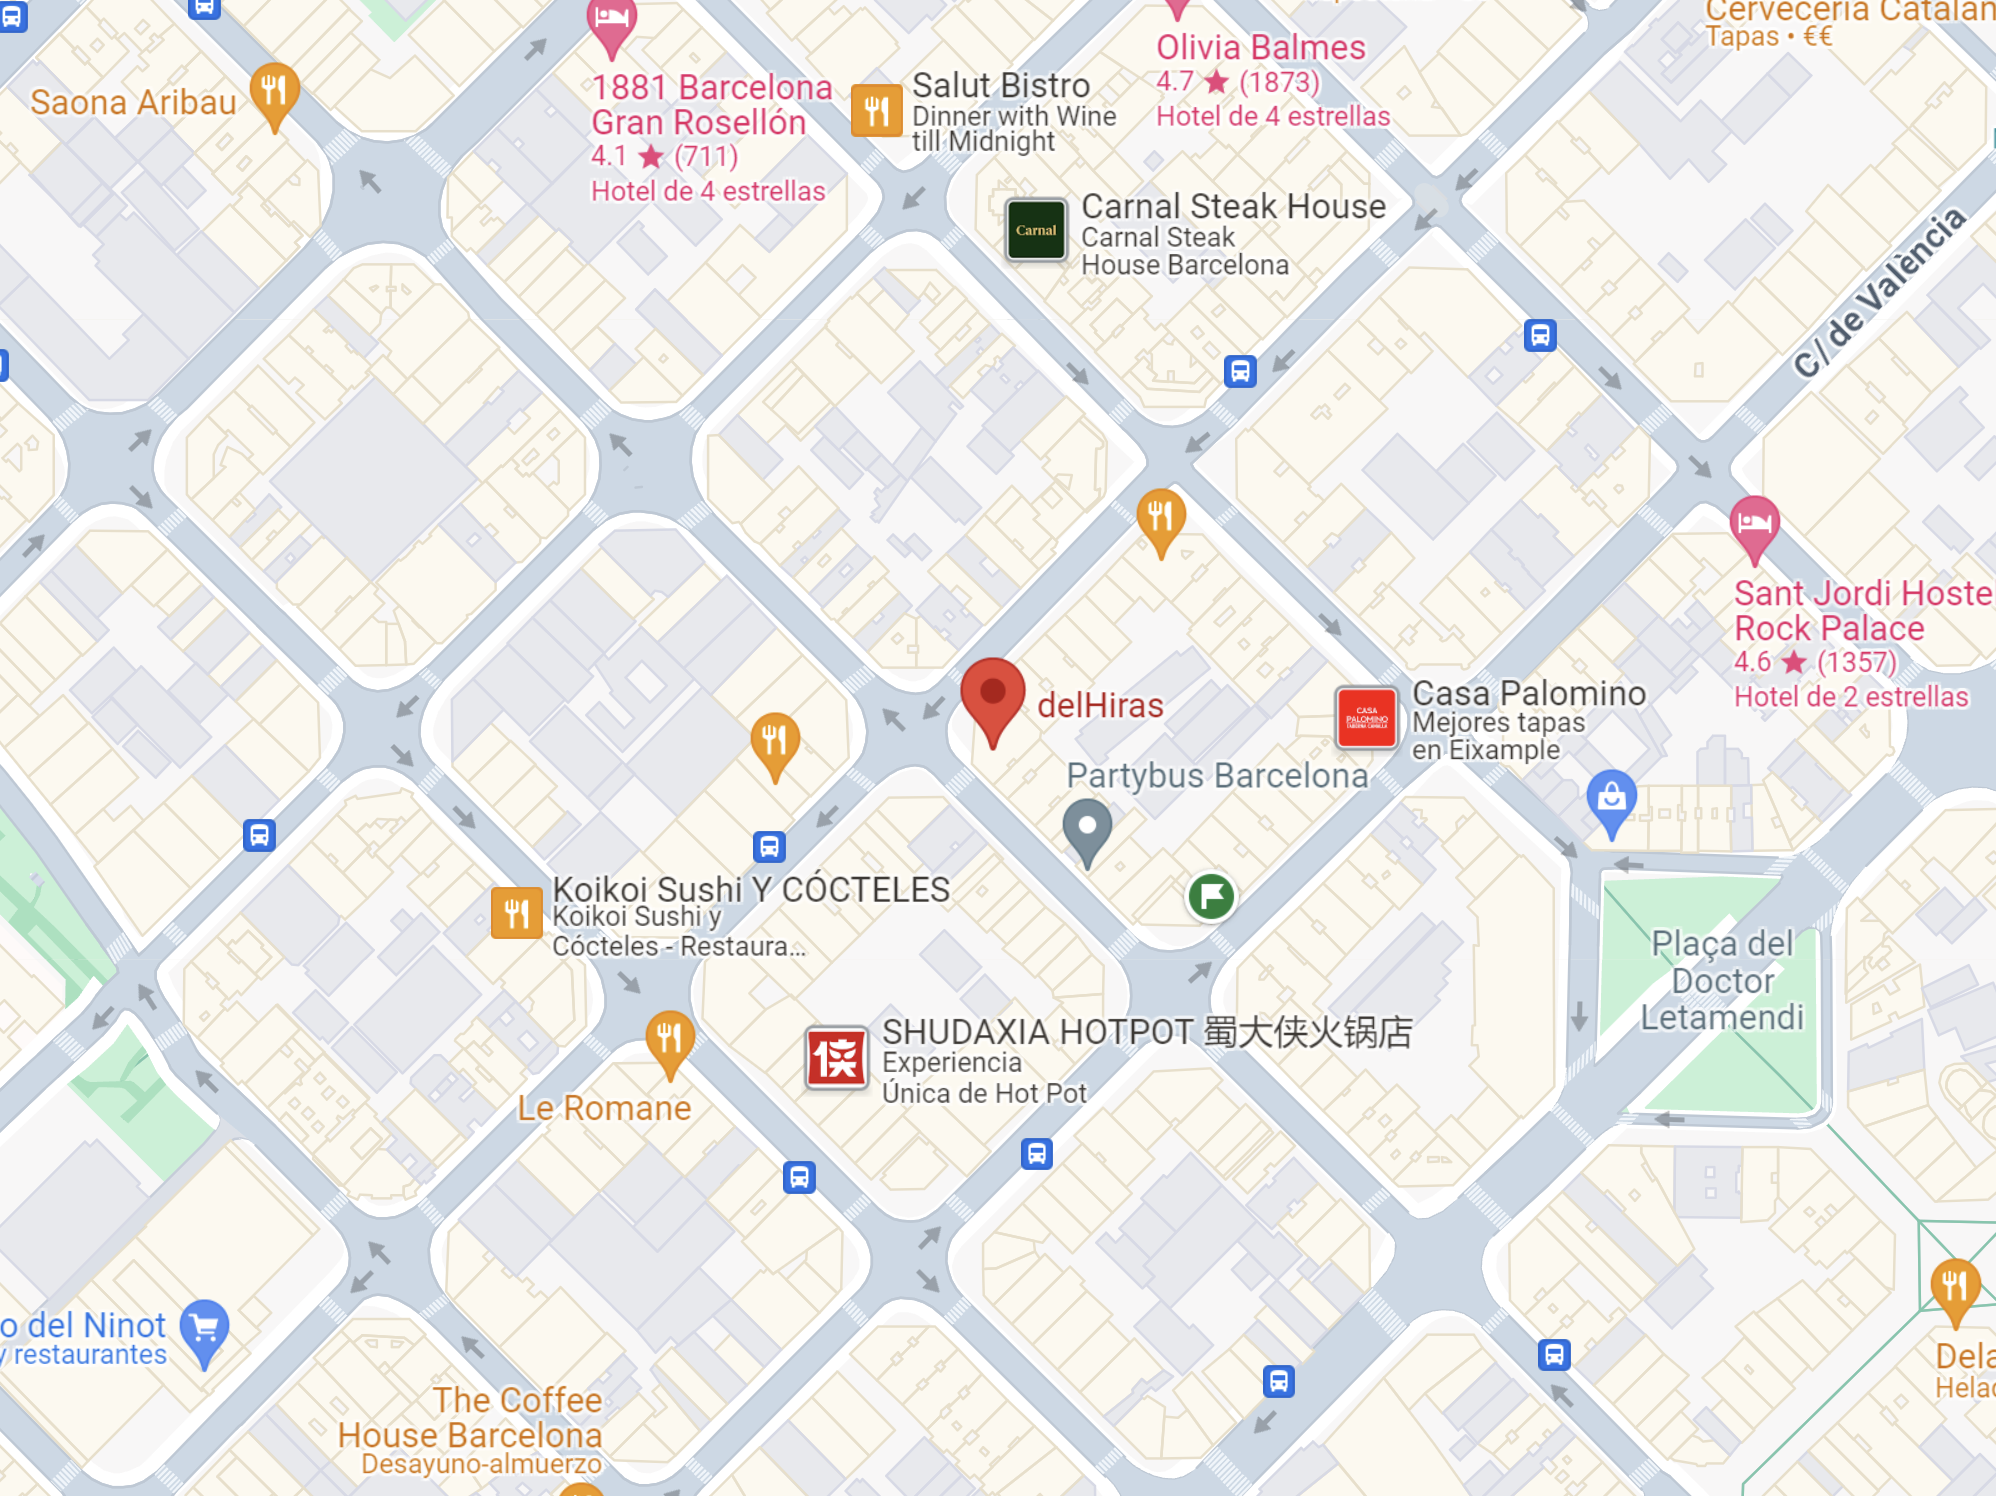 Cervecería Catalan
Tapas • €€
Olivia Balmes
4.7 ★ (1873)
Hotel de 4 estrellas
Saona Aribau
1881 Barcelona
Gran Rosellón
4.1 ★ (711)
Hotel de 4 estrellas
Salut Bistro
Dinner with Wine
till Midnight
Carnal
Carnal Steak House
Carnal Steak
House Barcelona
C/ de València
Sant Jordi Hoste
Rock Palace
4.6 ★ (1357)
Hotel de 2 estrellas
delHiras
CASA
PALOMINO
Casa Palomino
Mejores tapas
en Eixample
Partybus Barcelona
Koikoi Sushi Y CÓCTELES
Koikoi Sushi y
Cócteles - Restaura...
Plaça del
Doctor
Letamendi
SHUDAXIA HOTPOT 蜀大侠火锅店
Experiencia
Única de Hot Pot
Le Romane
o del Ninot
y restaurantes
The Coffee
House Barcelona
Desayuno-almuerzo
Dela
Helac